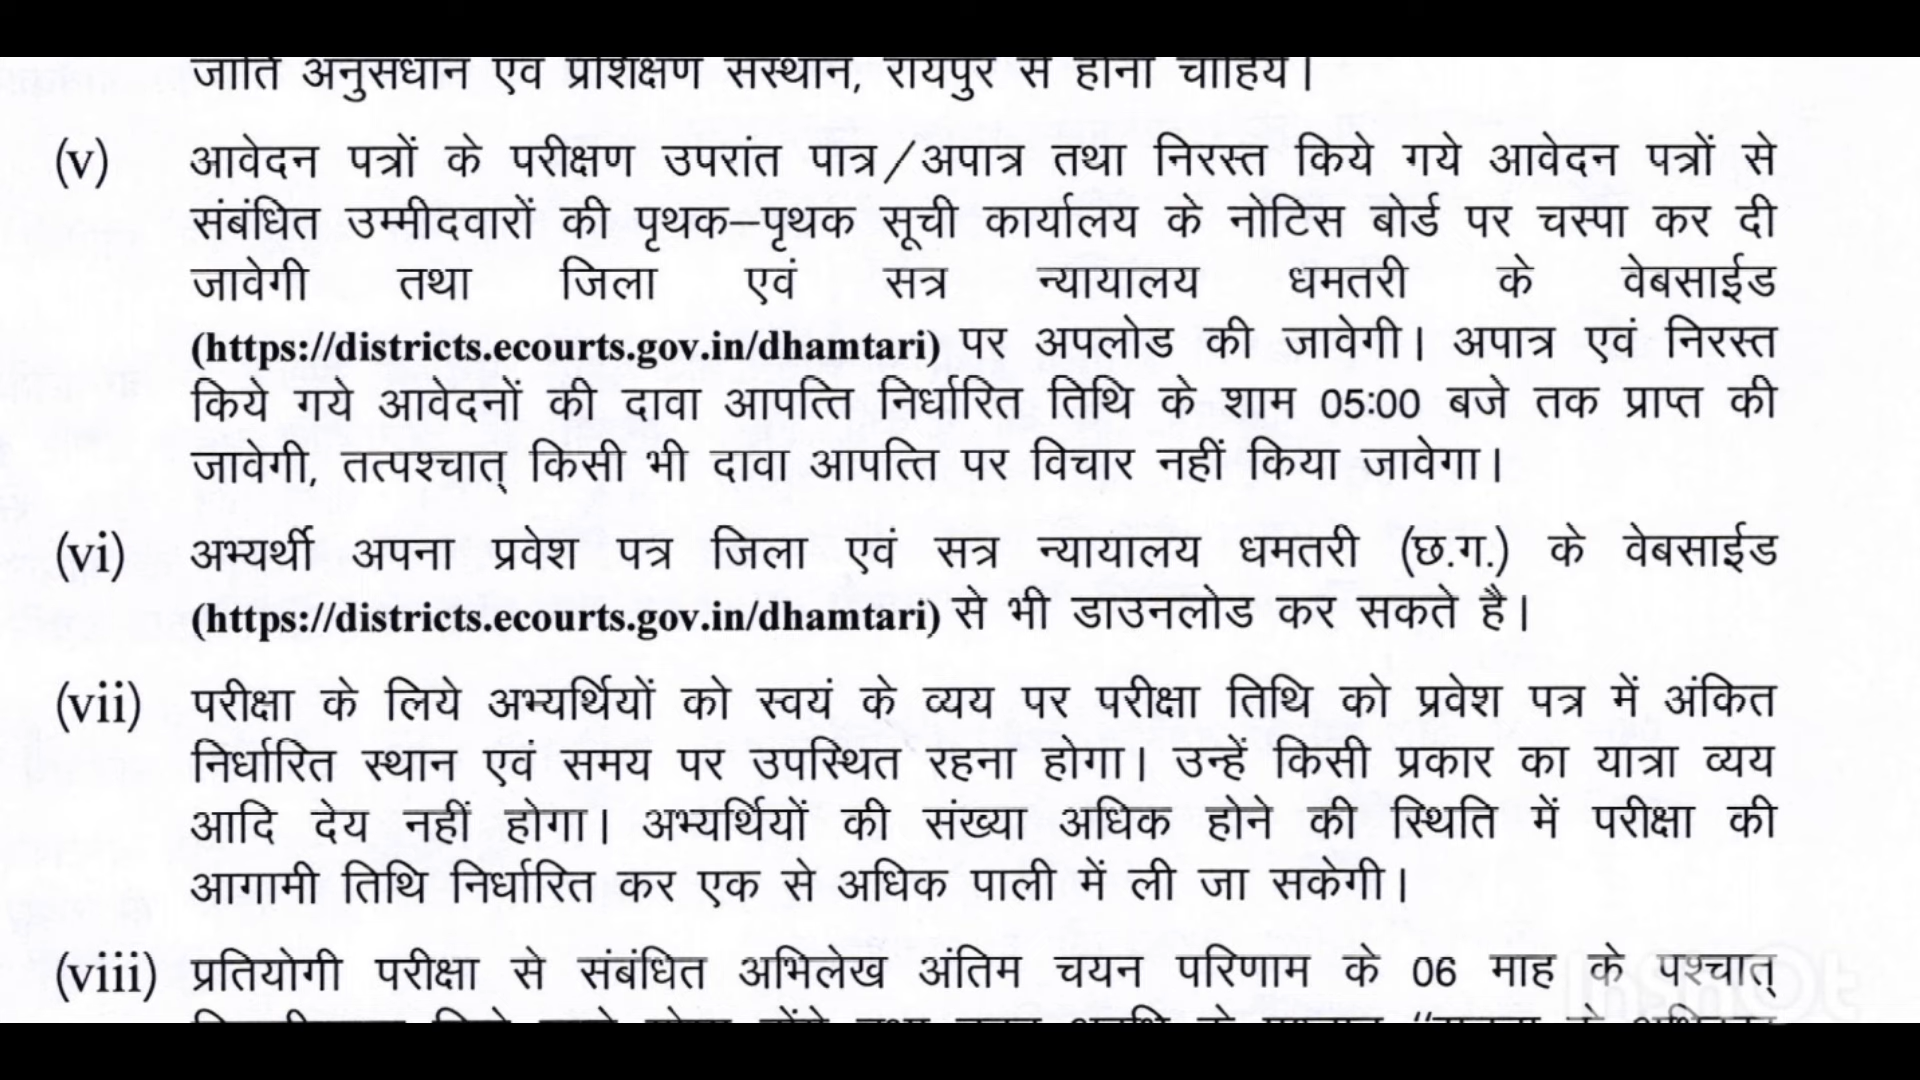 जाति अनुसंधान एवं प्रशिक्षण संस्थान, रायपुर से होना चाहिये।
(v) आवेदन पत्रों के परीक्षण उपरांत पात्र/अपात्र तथा निरस्त किये गये आवेदन पत्रों से
संबंधित उम्मीदवारों की पृथक–पृथक सूची कार्यालय के नोटिस बोर्ड पर चस्पा कर दी
जावेगी तथा जिला एवं सत्र न्यायालय धमतरी के वेबसाईड
(https://districts.ecourts.gov.in/dhamtari) पर अपलोड की जावेगी। अपात्र एवं निरस्त
किये गये आवेदनों की दावा आपत्ति निर्धारित तिथि के शाम 05:00 बजे तक प्राप्त की
जावेगी, तत्पश्चात् किसी भी दावा आपत्ति पर विचार नहीं किया जावेगा।
(vi) अभ्यर्थी अपना प्रवेश पत्र जिला एवं सत्र न्यायालय धमतरी (छ.ग.) के वेबसाईड
(https://districts.ecourts.gov.in/dhamtari) से भी डाउनलोड कर सकते है।
(vii) परीक्षा के लिये अभ्यर्थियों को स्वयं के व्यय पर परीक्षा तिथि को प्रवेश पत्र में अंकित
निर्धारित स्थान एवं समय पर उपस्थित रहना होगा। उन्हें किसी प्रकार का यात्रा व्यय
आदि देय नहीं होगा। अभ्यर्थियों की संख्या अधिक होने की स्थिति में परीक्षा की
आगामी तिथि निर्धारित कर एक से अधिक पाली में ली जा सकेगी।
(viii) प्रतियोगी परीक्षा से संबंधित अभिलेख अंतिम चयन परिणाम के 06 माह के पश्चात्
InShOt